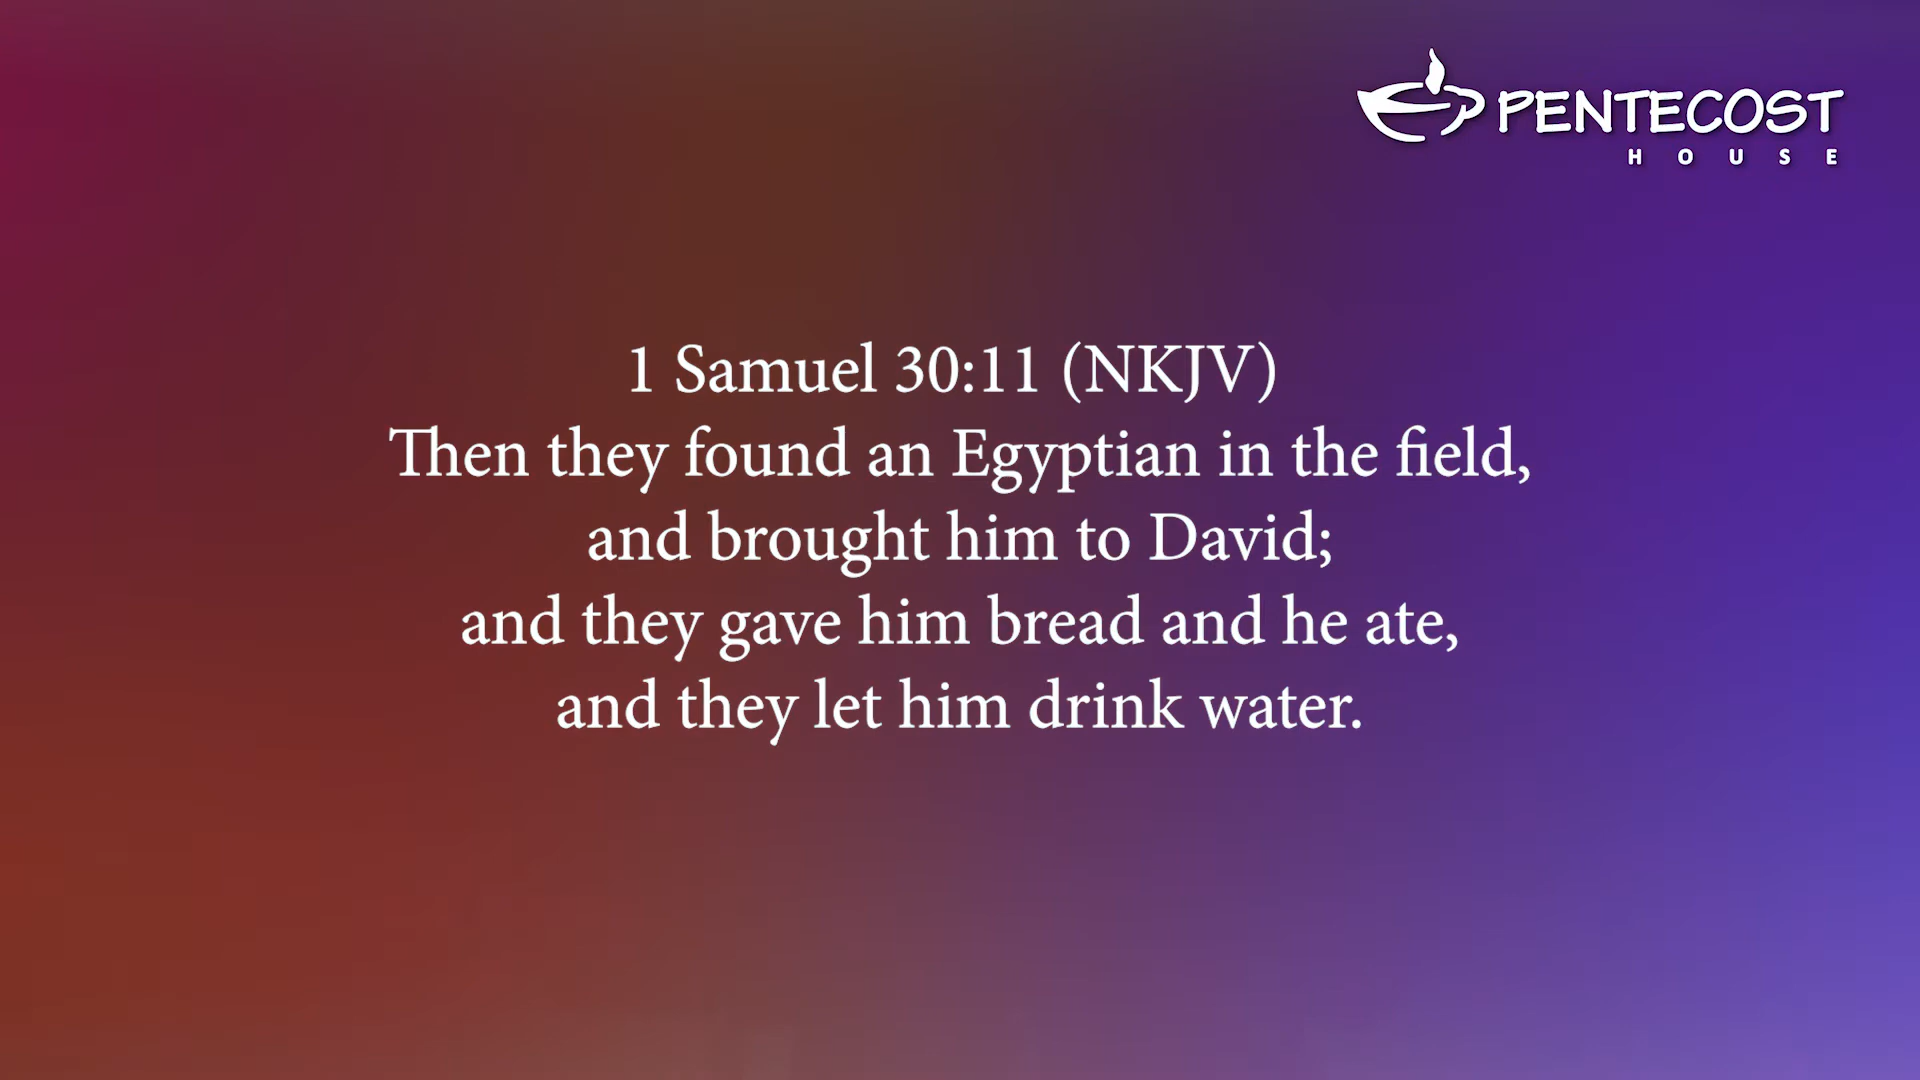 PENTECOST
HOUSE
1 Samuel 30:11 (NKJV)
Then they found an Egyptian in the field,
and brought him to David;
and they gave him bread and he ate,
and they let him drink water.